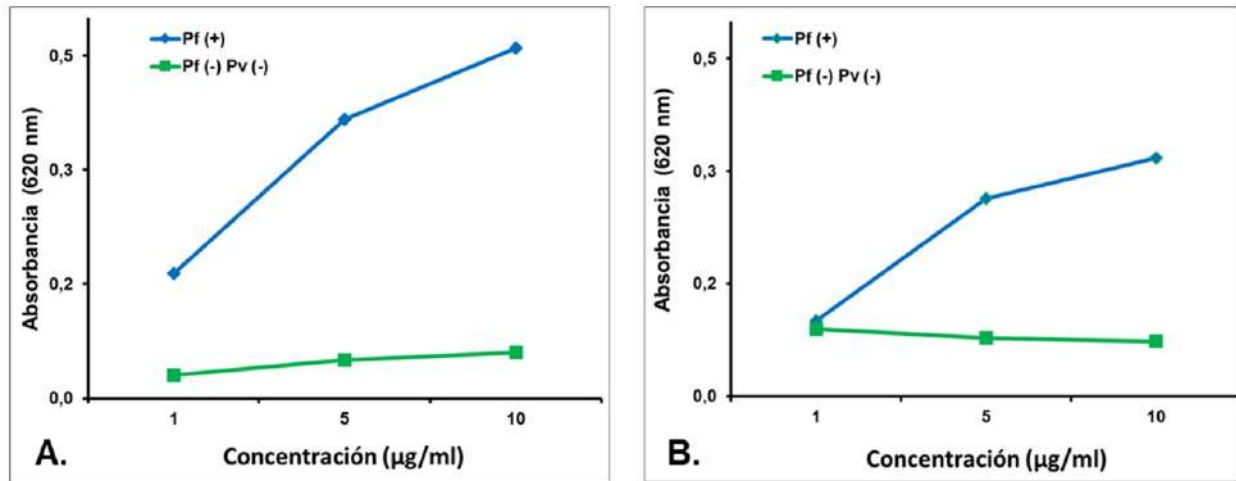 Pf (+)
Pf (-) Pv (-)
0,5
0,3
0,2
0,0
Absorbancia (620 nm)
1 5 10
Concentración (µg/ml)
A.
Pf (+)
Pf (-) Pv (-)
0,5
0,3
0,2
0,0
Absorbancia (620 nm)
1 5 10
Concentración (µg/ml)
B.